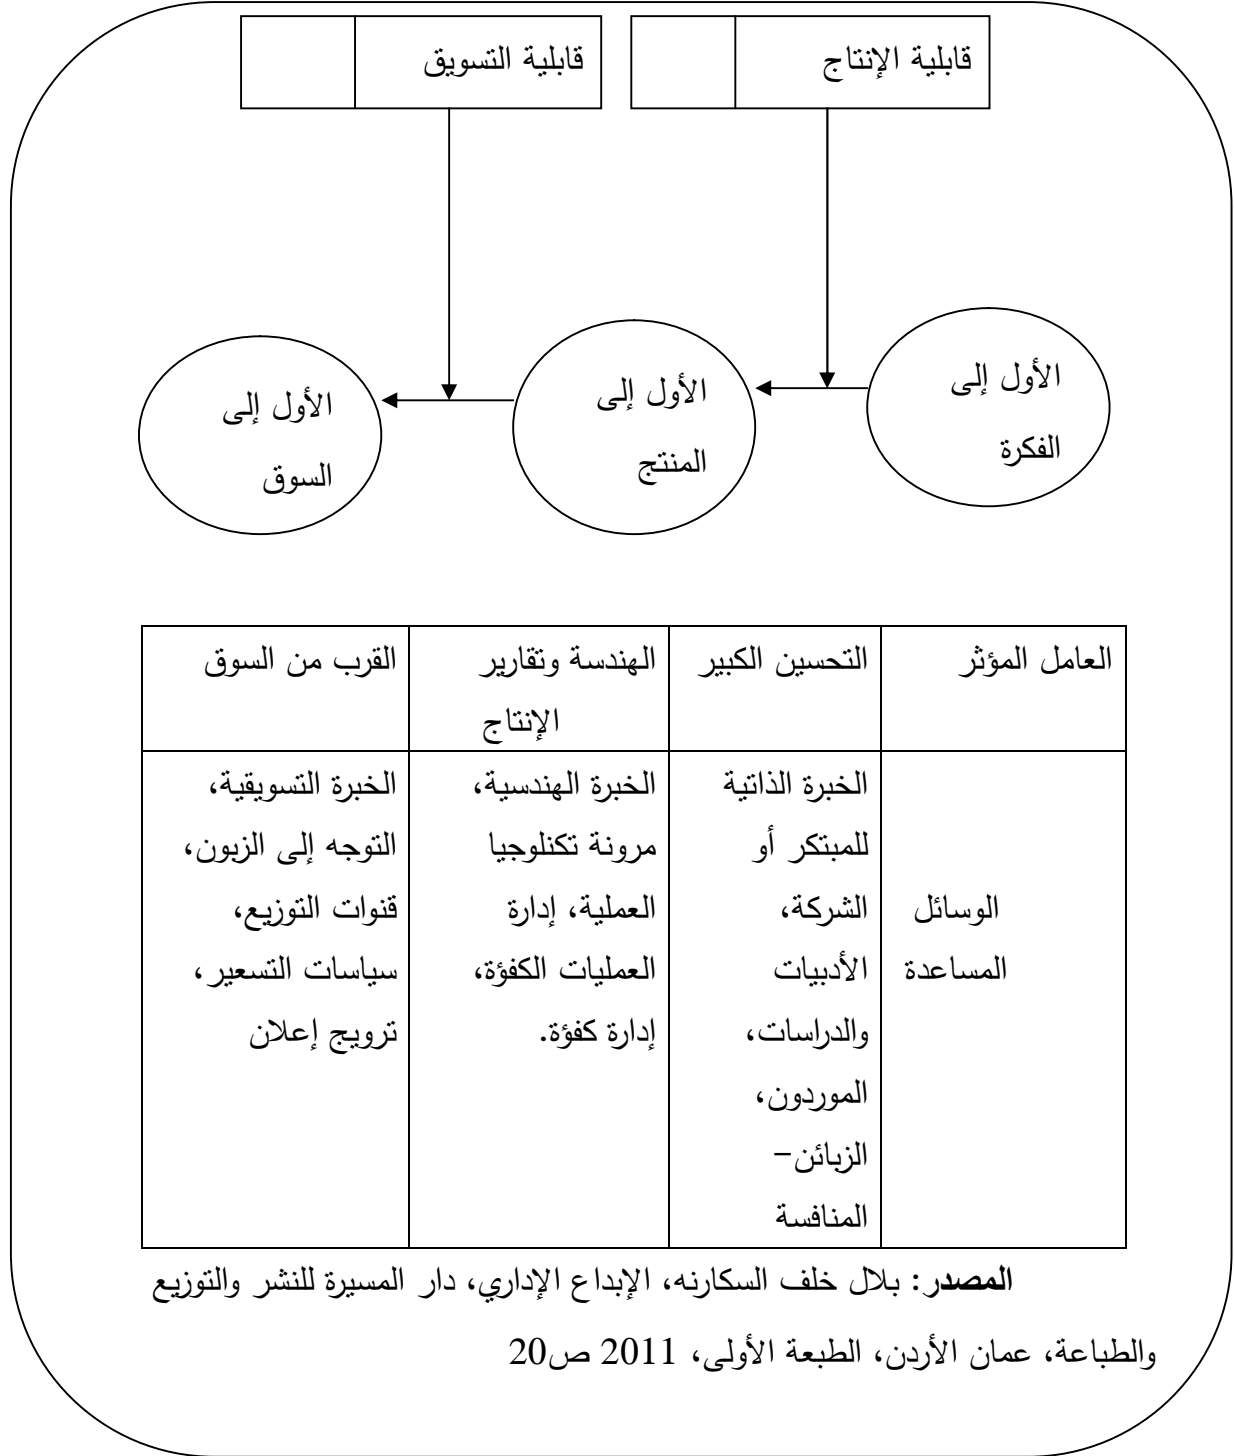 قابلية الإنتاج
قابلية التسويق
الأول إلى
الفكرة
الأول إلى
المنتج
الأول إلى
السوق
العامل المؤثر
التحسين الكبير
الهندسة وتقارير
الإنتاج
القرب من السوق
الوسائل
المساعدة
الخبرة الذاتية
للمبتكر أو
الشركة،
الأدبيات
والدراسات،
الموردون،
الزبائن–
المنافسة
الخبرة الهندسية،
مرونة تكنلوجيا
العملية، إدارة
العمليات الكفؤة،
إدارة كفؤة.
الخبرة التسويقية،
التوجه إلى الزبون،
قنوات التوزيع،
سياسات التسعير،
ترويج إعلان
المصدر: بلال خلف السكارنه، الإبداع الإداري، دار المسيرة للنشر والتوزيع
والطباعة، عمان الأردن، الطبعة الأولى، 2011 ص20